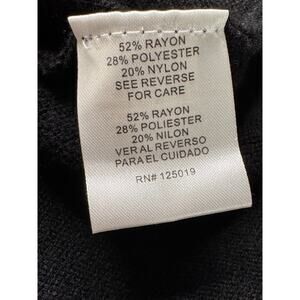 52% RAYON
28% POLYESTER
20% NYLON
SEE REVERSE
FOR CARE
52% RAYON
28% POLIESTER
20% NILON
VER AL REVERSO
PARA EL CUIDADO
RN# 125019